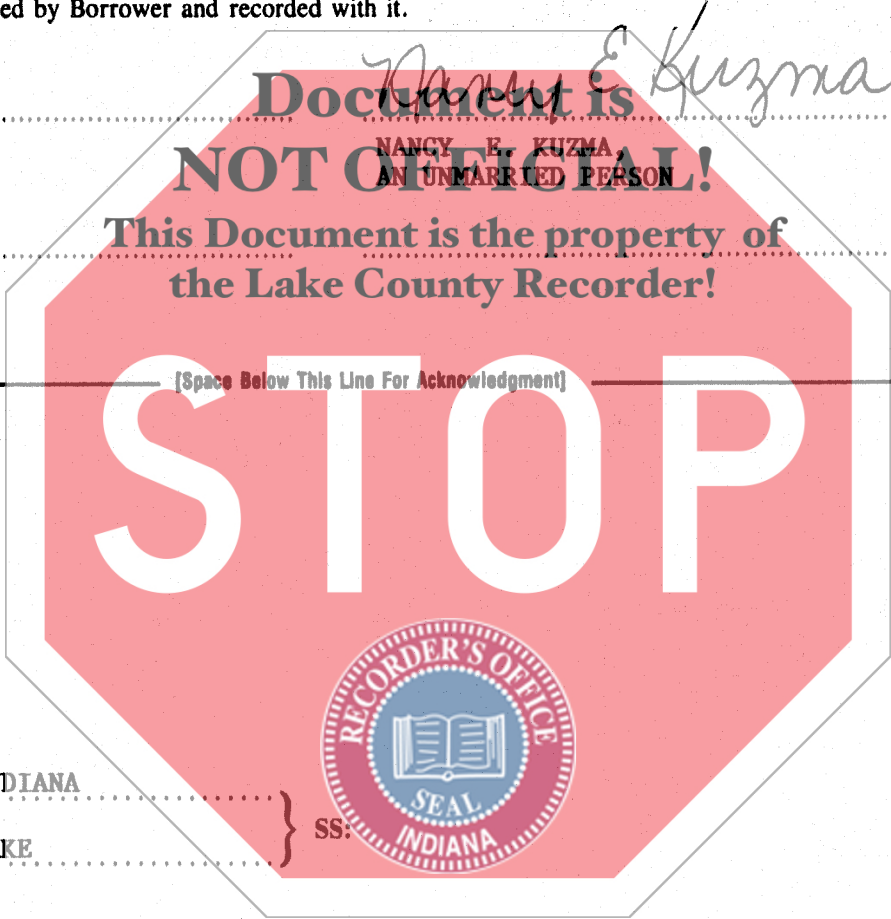 ed by Borrower and recorded with it.
Nancy E Kuzma
Document is
NANCY E. KUZMA,
NOT OFFICIAL!
AN UNMARRIED PERSON
This Document is the property of
the Lake County Recorder!
[Space Below This Line For Acknowledgment]
STOP
RECORDER'S OFFICE
SEAL
INDIANA
DIANA
SS:
KE